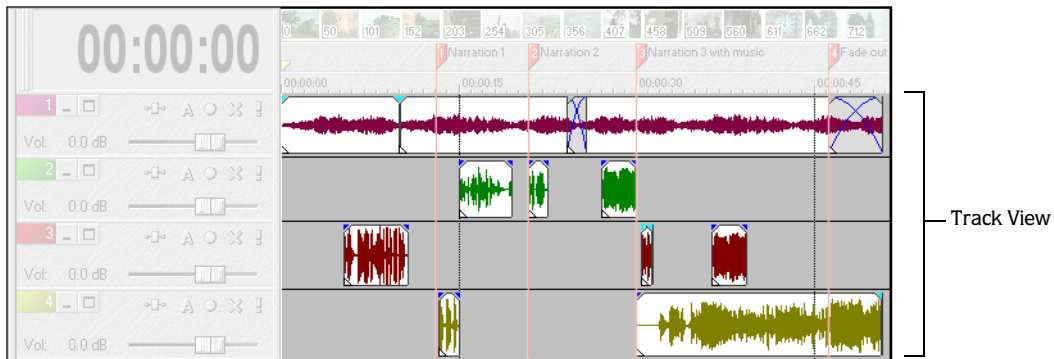 0 50 101 152 203 254 305 356 407 458 509 560 611 662 712
00:00:00
1 Narration 1 2 Narration 2 3 Narration 3 with music 4 Fade out
00:00:00 00:00:15 00:00:30 00:00:45
1 A
Vol: 0.0 dB
2 A
Vol: 0.0 dB
Track View
3 A
Vol: 0.0 dB
4 A
Vol: 0.0 dB